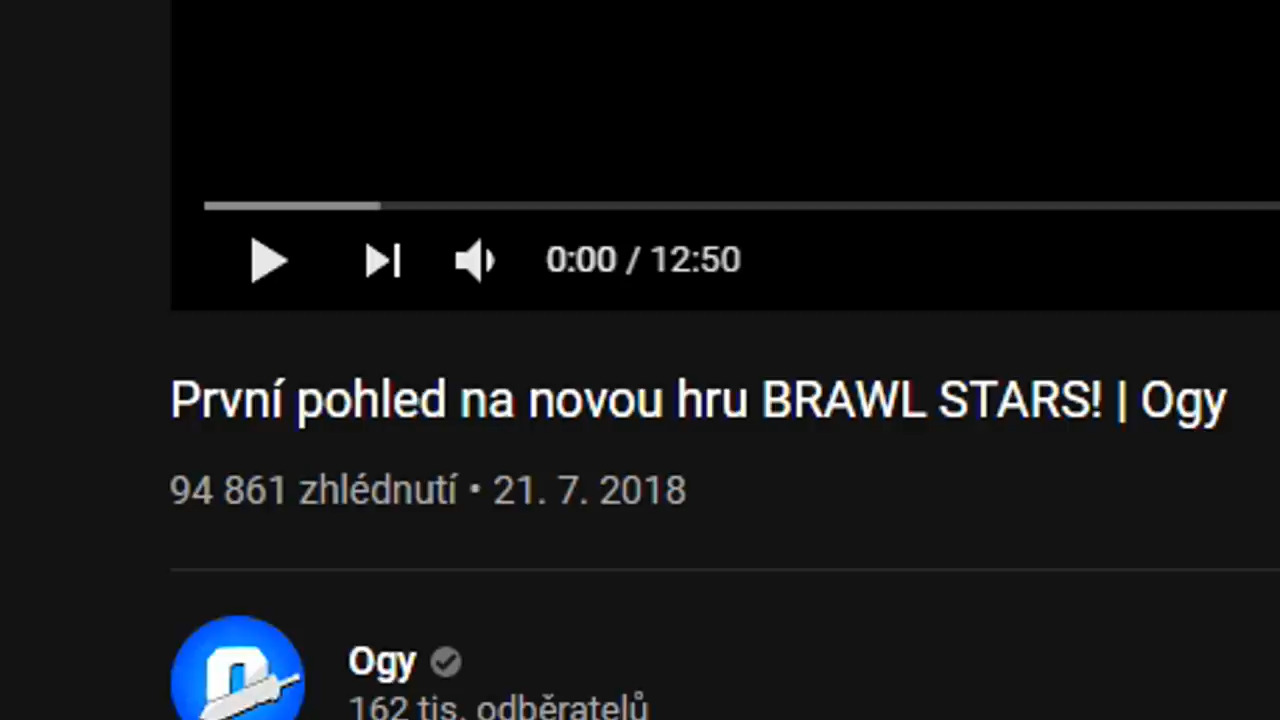 0:00 / 12:50
První pohled na novou hru BRAWL STARS! | Ogy
94 861 zhlédnutí • 21. 7. 2018
Ogy
162 tis. odběratelů